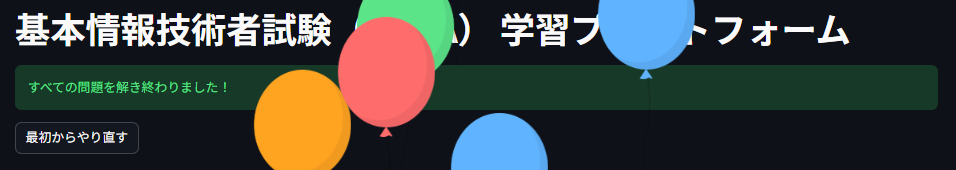 基本情報技術者試験 ） 学習プ トフォーム
すべての問題を解き終わりました！
最初からやり直す